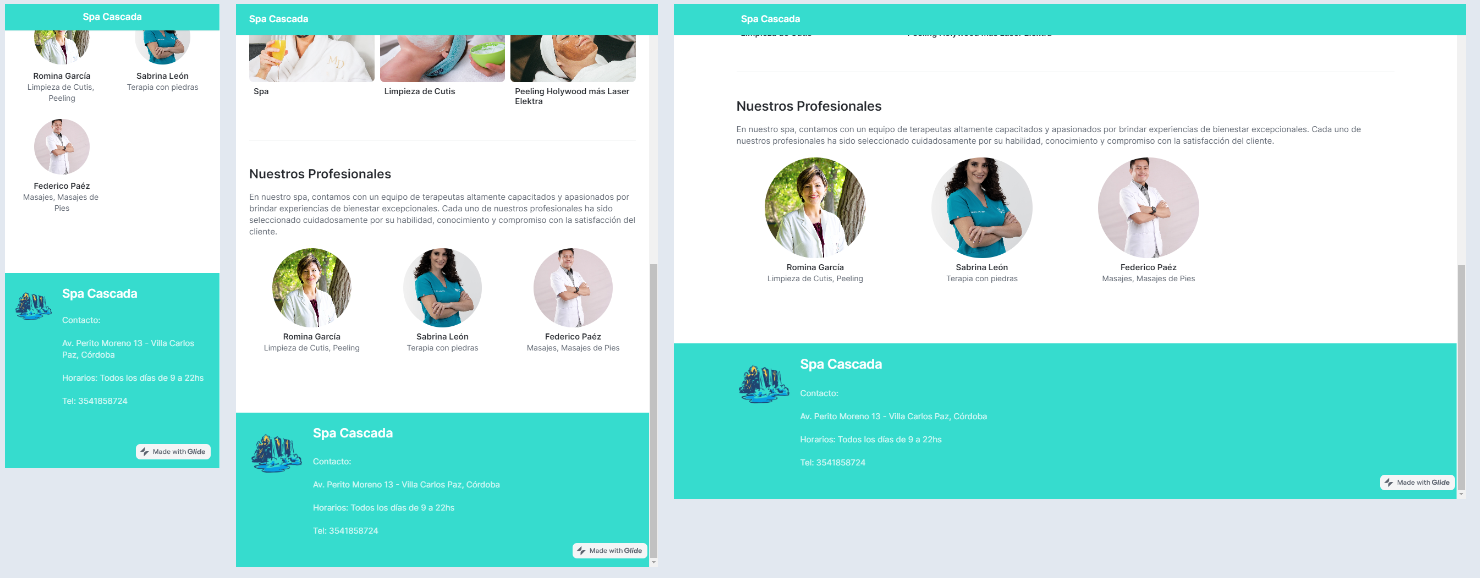 Spa Cascada
Romina García
Limpieza de Cutis,
Peeling
Sabrina León
Terapia con piedras
Federico Paéz
Masajes, Masajes de
Pies
Spa Cascada
Contacto:
Av. Perito Moreno 13 - Villa Carlos
Paz, Córdoba
Horarios: Todos los días de 9 a 22hs
Tel: 3541858724
Made with Glide
Spa Cascada
Spa
Limpieza de Cutis
Peeling Holywood más Laser
Elektra
Nuestros Profesionales
En nuestro spa, contamos con un equipo de terapeutas altamente capacitados y apasionados por
brindar experiencias de bienestar excepcionales. Cada uno de nuestros profesionales ha sido
seleccionado cuidadosamente por su habilidad, conocimiento y compromiso con la satisfacción del
cliente.
Romina García
Limpieza de Cutis, Peeling
Sabrina León
Terapia con piedras
Federico Paéz
Masajes, Masajes de Pies
Spa Cascada
Contacto:
Av. Perito Moreno 13 - Villa Carlos Paz, Córdoba
Horarios: Todos los días de 9 a 22hs
Tel: 3541858724
Made with Glide
Spa Cascada
Nuestros Profesionales
En nuestro spa, contamos con un equipo de terapeutas altamente capacitados y apasionados por brindar experiencias de bienestar excepcionales. Cada uno de
nuestros profesionales ha sido seleccionado cuidadosamente por su habilidad, conocimiento y compromiso con la satisfacción del cliente.
Romina García
Limpieza de Cutis, Peeling
Sabrina León
Terapia con piedras
Federico Paéz
Masajes, Masajes de Pies
Spa Cascada
Contacto:
Av. Perito Moreno 13 - Villa Carlos Paz, Córdoba
Horarios: Todos los días de 9 a 22hs
Tel: 3541858724
Made with Glide